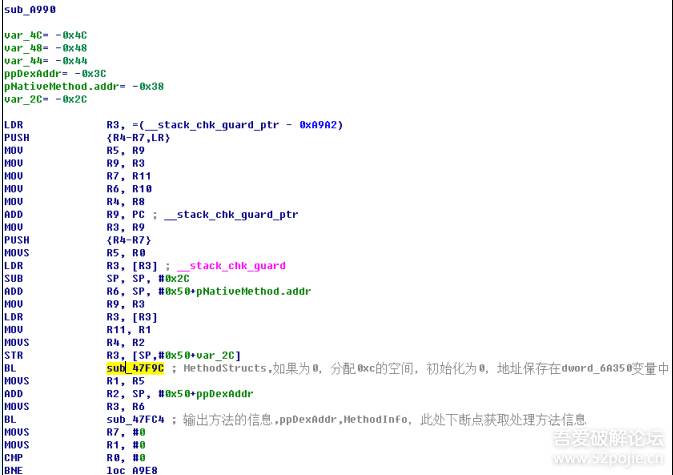 sub_A990
var_4C= -0x4C
var_48= -0x48
var_44= -0x44
ppDexAddr= -0x3C
pNativeMethod.addr= -0x38
var_2C= -0x2C
LDR R3, =(__stack_chk_guard_ptr - 0xA9A2)
PUSH {R4-R7,LR}
MOV R5, R9
MOV R9, R3
MOV R7, R11
MOV R6, R10
MOV R4, R8
ADD R9, PC ; __stack_chk_guard_ptr
MOV R3, R9
PUSH {R4-R7}
MOVS R5, R0
LDR R3, [R3] ; __stack_chk_guard
SUB SP, SP, #0x2C
ADD R6, SP, #0x50+pNativeMethod.addr
MOV R9, R3
LDR R3, [R3]
MOV R11, R1
MOVS R4, R2
STR R3, [SP,#0x50+var_2C]
BL sub_47F9C ; MethodStructs,如果为0，分配0xc的空间，初始化为0，地址保存在dword_6A350变量中
MOVS R1, R5
ADD R2, SP, #0x50+ppDexAddr
MOVS R3, R6
BL sub_47FC4 ; 输出方法的信息,ppDexAddr,MethodInfo，此处下断点获取处理方法信息
MOVS R7, #0
MOVS R1, #0
CMP R0, #0
BNE loc_A9E8
吾爱破解论坛
www.52pojie.cn